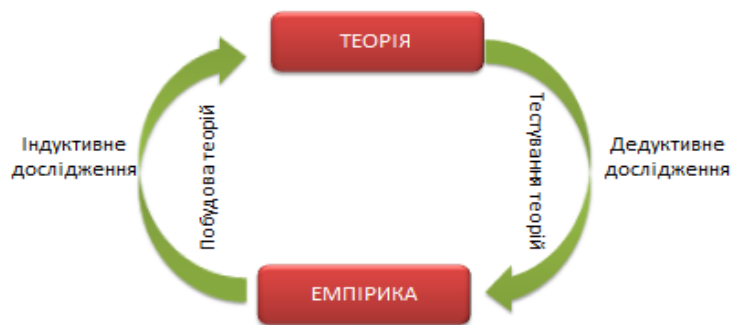 ТЕОРІЯ
Індуктивне
дослідження
Побудова теорій
Тестування теорій
Дедуктивне
дослідження
ЕМПІРИКА